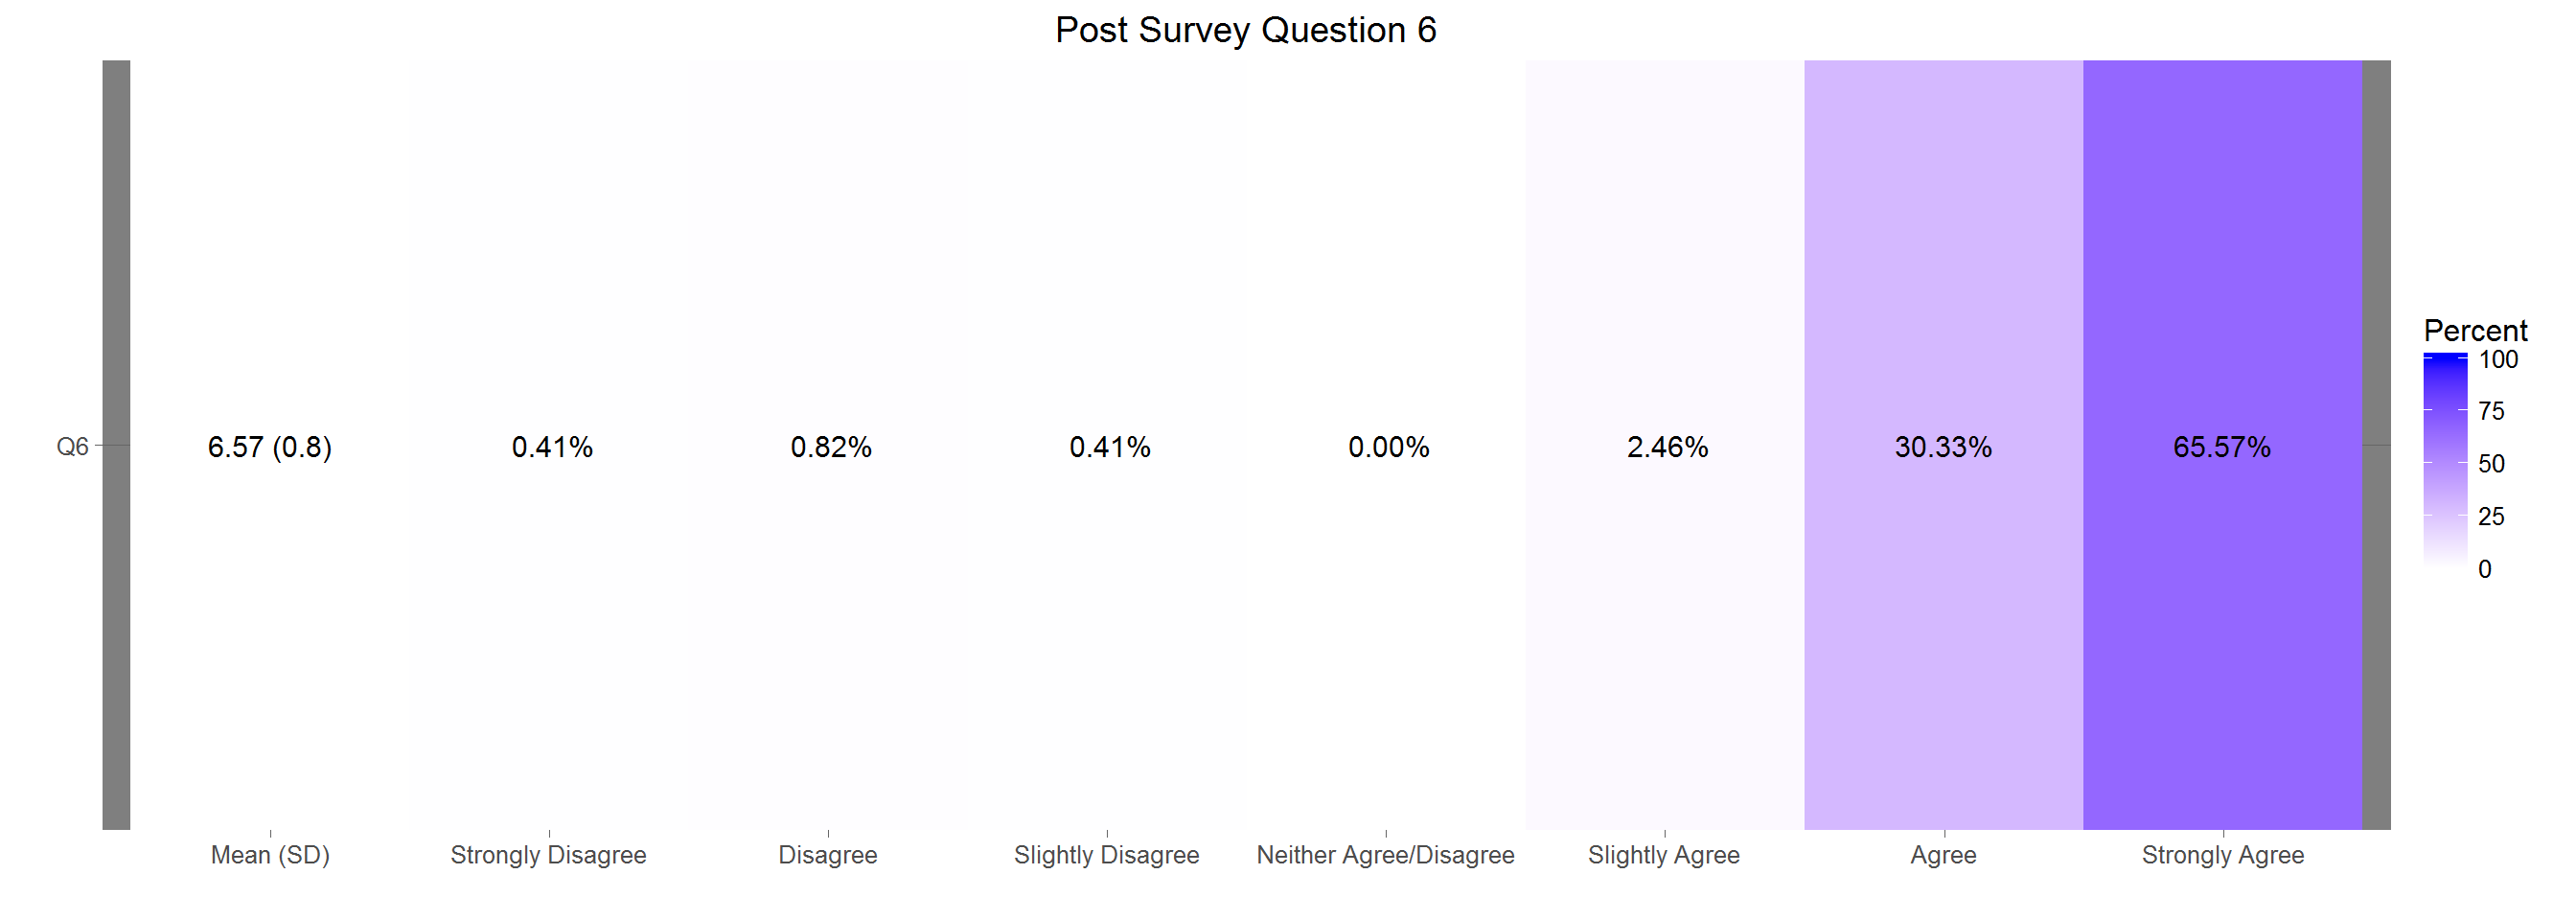 Post Survey Question 6
Q6
6.57 (0.8)
0.41%
0.82%
0.41%
0.00%
2.46%
30.33%
65.57%
Mean (SD)
Strongly Disagree
Disagree
Slightly Disagree
Neither Agree/Disagree
Slightly Agree
Agree
Strongly Agree
Percent
100
75
50
25
0